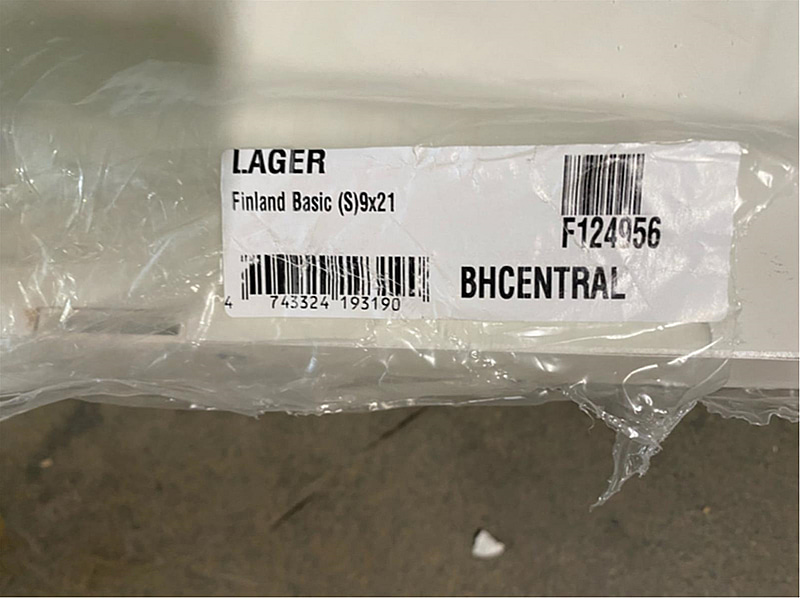 LAGER
Finland Basic (S)9x21
F124956
4 743324 193190
BHCENTRAL